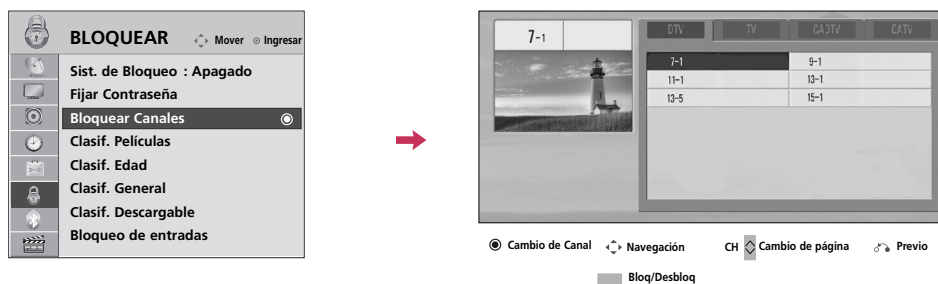 BLOQUEAR
Mover
Ingresar
Sist. de Bloqueo : Apagado
Fijar Contraseña
Bloquear Canales
Clasif. Películas
Clasif. Edad
Clasif. General
Clasif. Descargable
Bloqueo de entradas
7-1
DTV TV CADTV CATV
7-1 9-1
11-1 13-1
13-5 15-1
Cambio de Canal
Navegación
CH Cambio de página
Previo
Bloq/Desbloq